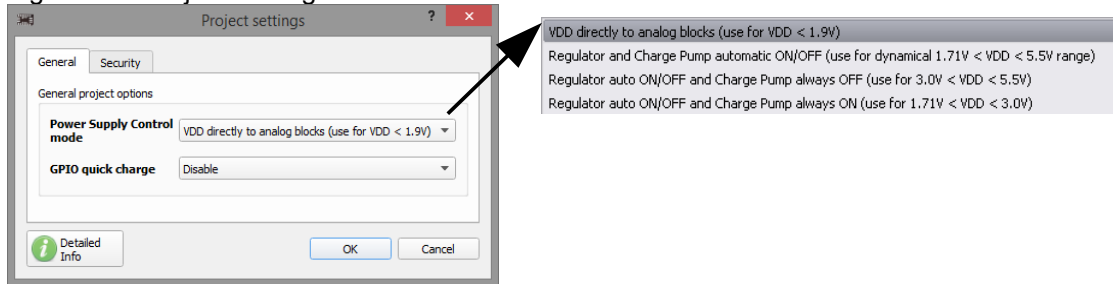 Project settings
? ×
General Security
General project options
Power Supply Control mode
VDD directly to analog blocks (use for VDD < 1.9V)
GPIO quick charge
Disable
Detailed Info
OK
Cancel
VDD directly to analog blocks (use for VDD < 1.9V)
Regulator and Charge Pump automatic ON/OFF (use for dynamical 1.71V < VDD < 5.5V range)
Regulator auto ON/OFF and Charge Pump always OFF (use for 3.0V < VDD < 5.5V)
Regulator auto ON/OFF and Charge Pump always ON (use for 1.71V < VDD < 3.0V)